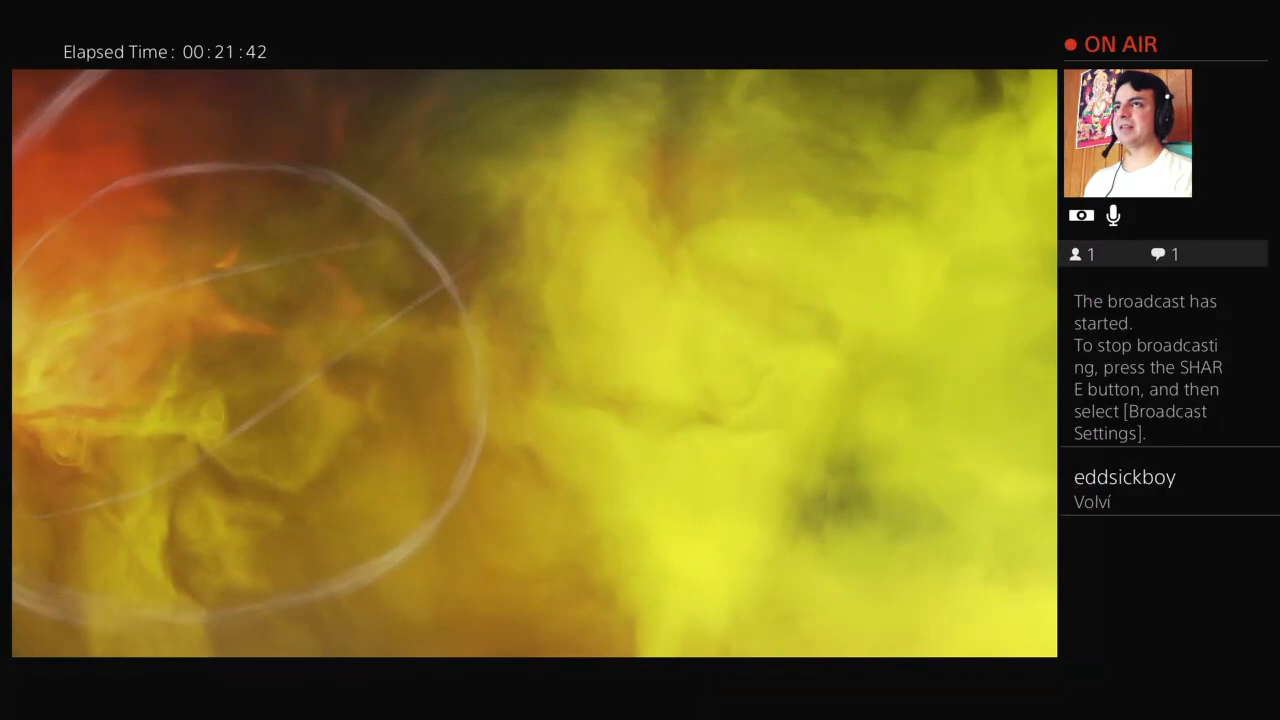 Elapsed Time: 00:21:42
ON AIR
1 1
The broadcast has
started.
To stop broadcasti
ng, press the SHAR
E button, and then
select [Broadcast
Settings].
eddsickboy
Volví